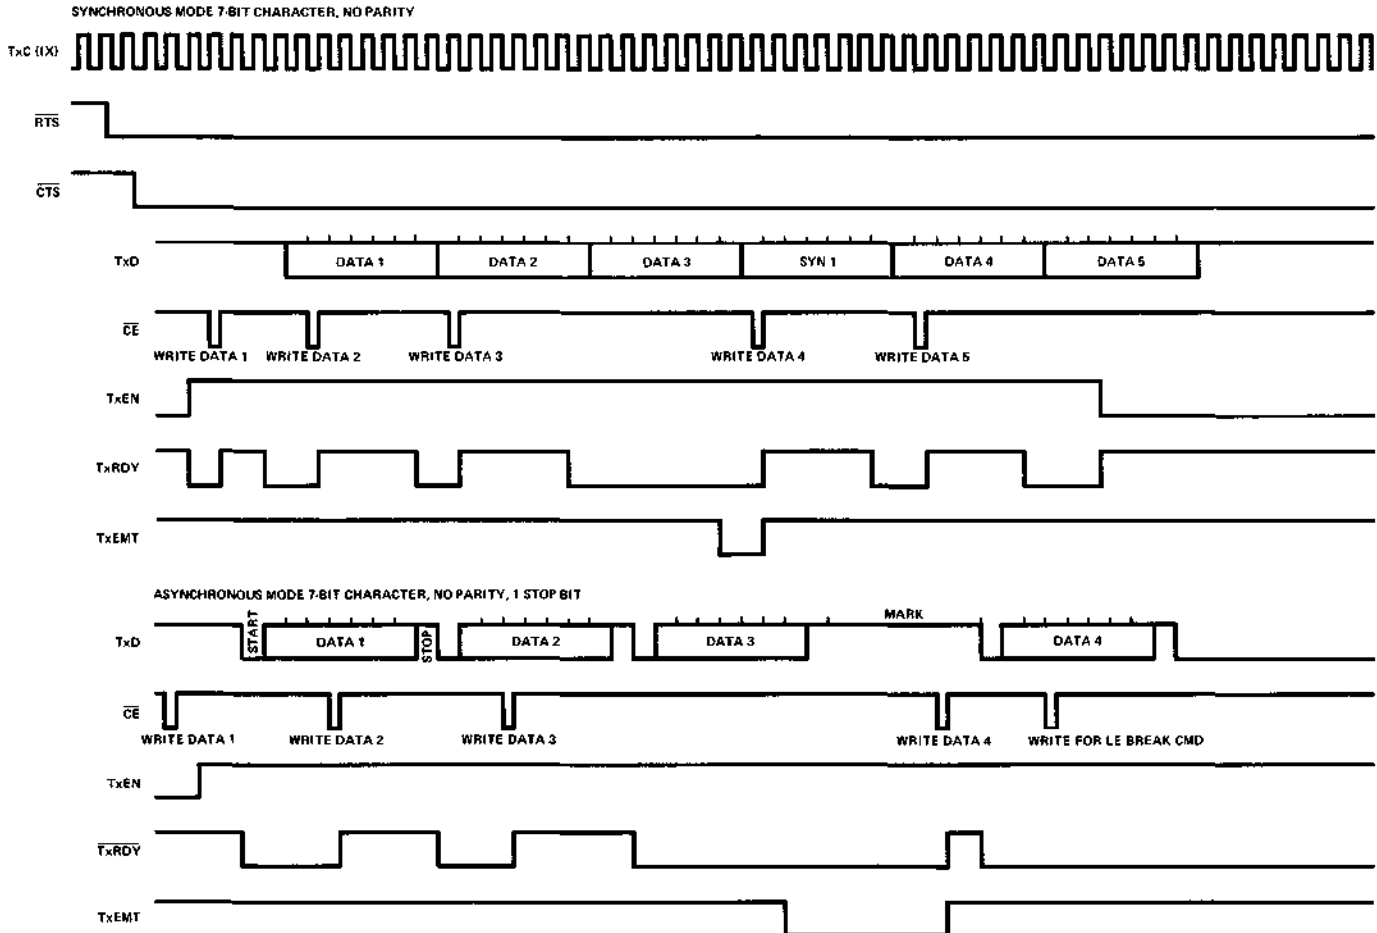 SYNCHRONOUS MODE 7-BIT CHARACTER, NO PARITY
TxC (IX)
RTS
CTS
TxD DATA 1 DATA 2 DATA 3 SYN 1 DATA 4 DATA 5
CE
WRITE DATA 1 WRITE DATA 2 WRITE DATA 3 WRITE DATA 4 WRITE DATA 5
TxEN
TxRDY
TxEMT
ASYNCHRONOUS MODE 7-BIT CHARACTER, NO PARITY, 1 STOP BIT
MARK
TxD START DATA 1 STOP DATA 2 DATA 3 DATA 4
CE
WRITE DATA 1 WRITE DATA 2 WRITE DATA 3 WRITE DATA 4 WRITE FOR LE BREAK CMD
TxEN
TxRDY
TxEMT